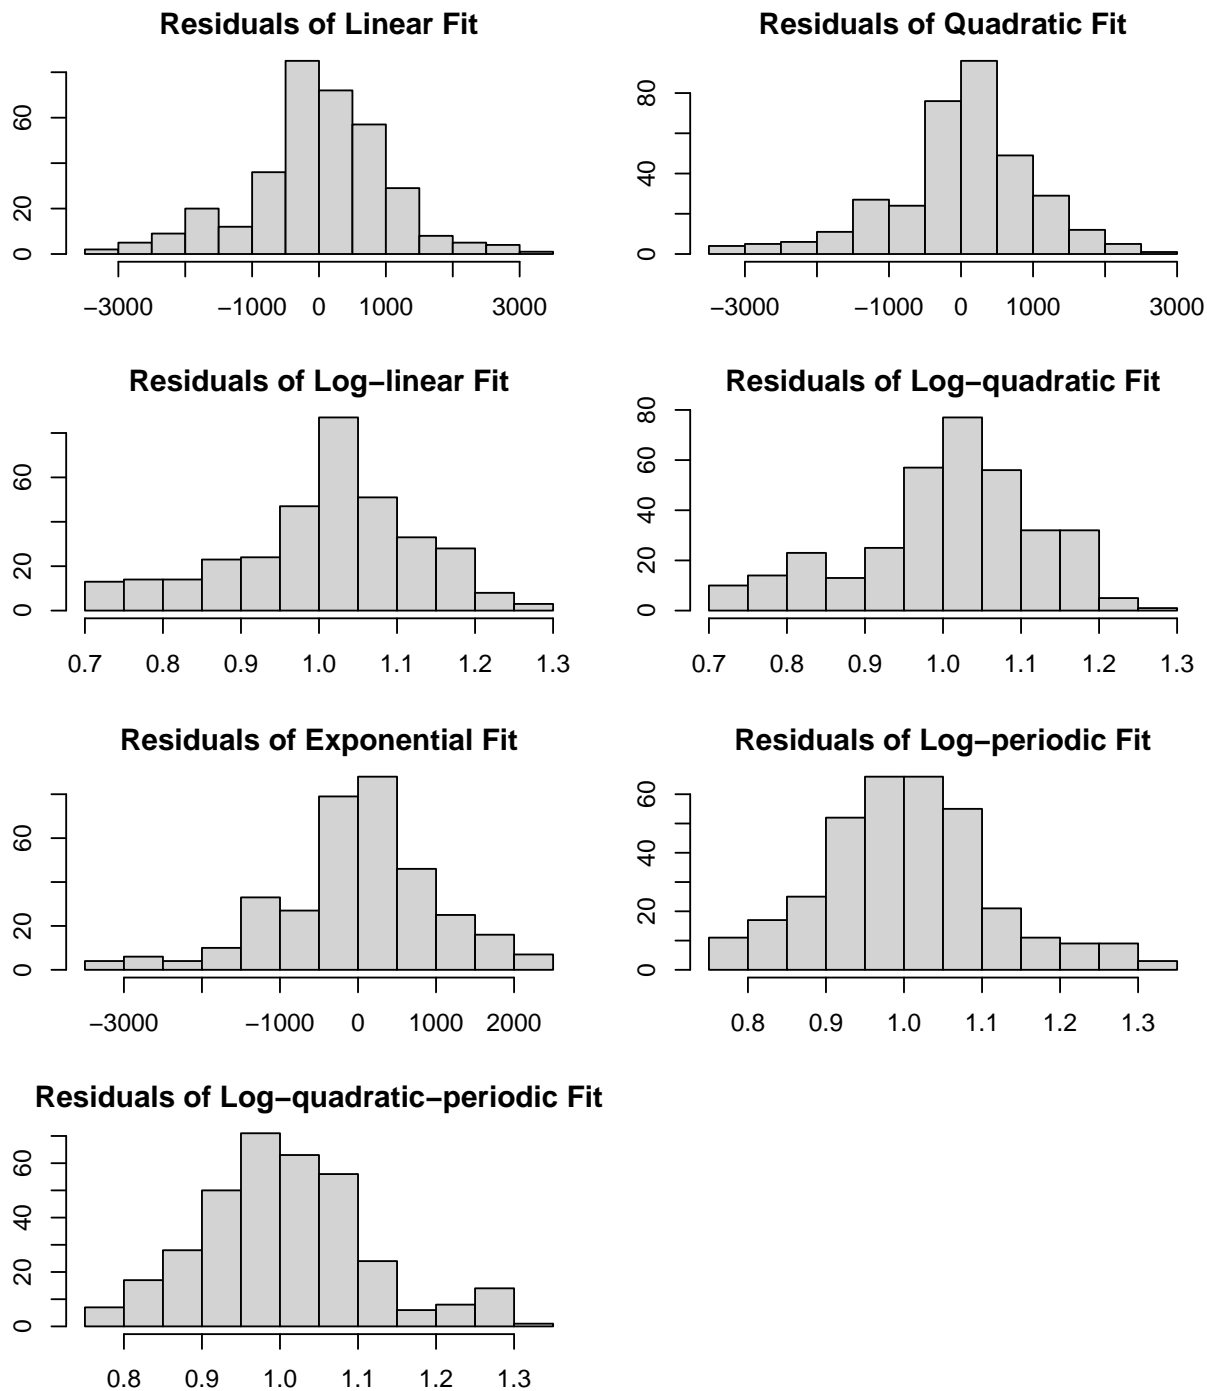 Residuals of Linear Fit
0 20 60
−3000 −1000 0 1000 3000
Residuals of Quadratic Fit
0 40 80
−3000 −1000 0 1000 3000
Residuals of Log−linear Fit
0 20 60
0.7 0.8 0.9 1.0 1.1 1.2 1.3
Residuals of Log−quadratic Fit
0 20 40 60 80
0.7 0.8 0.9 1.0 1.1 1.2 1.3
Residuals of Exponential Fit
0 20 60
−3000 −1000 0 1000 2000
Residuals of Log−periodic Fit
0 20 40 60
0.8 0.9 1.0 1.1 1.2 1.3
Residuals of Log−quadratic−periodic Fit
0 20 40 60
0.8 0.9 1.0 1.1 1.2 1.3